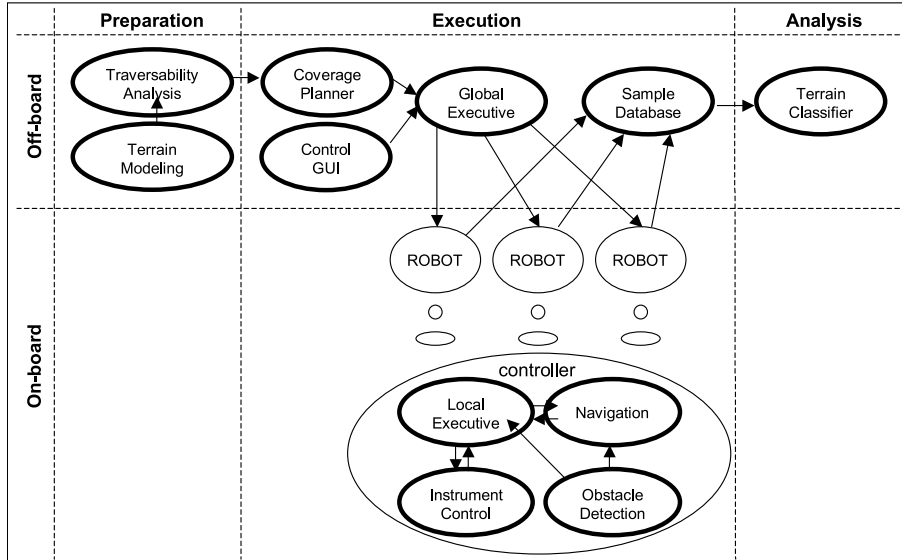 Preparation
Execution
Analysis
Off-board
Traversability
Analysis
Coverage
Planner
Global
Executive
Sample
Database
Terrain
Classifier
Terrain
Modeling
Control
GUI
On-board
ROBOT
ROBOT
ROBOT
controller
Local
Executive
Navigation
Instrument
Control
Obstacle
Detection